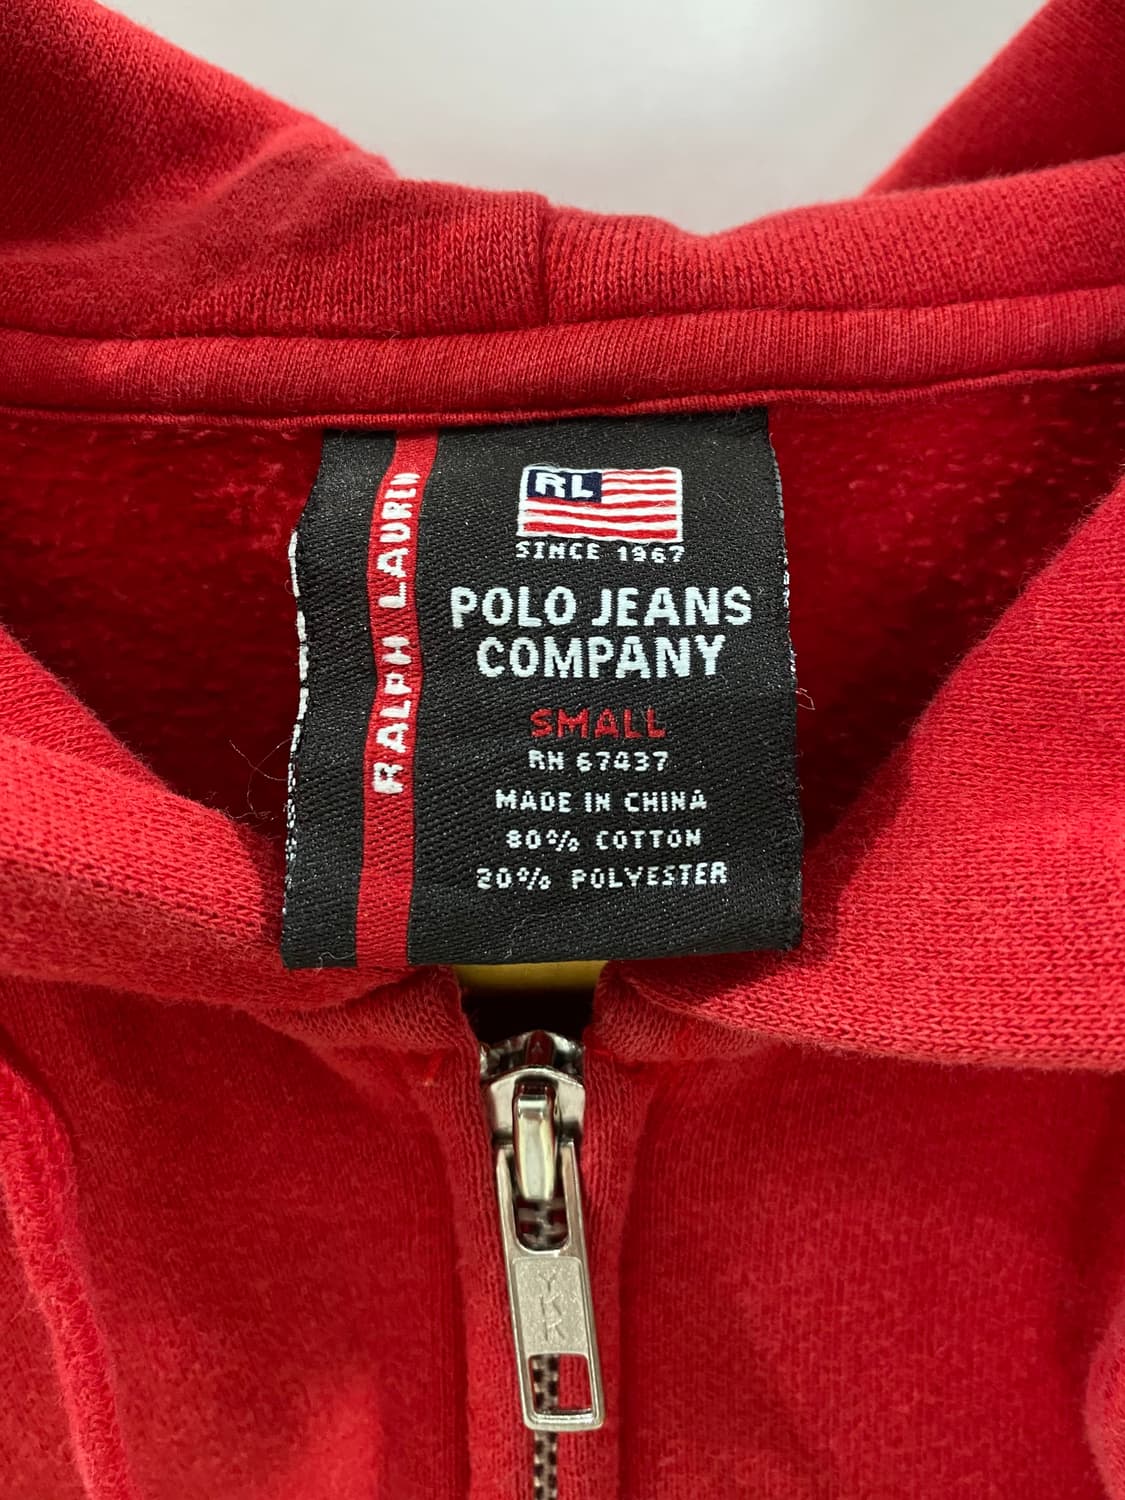 RALPH LAUREN
RL
SINCE 1967
POLO JEANS
COMPANY
SMALL
RN 67437
MADE IN CHINA
80% COTTON
20% POLYESTER
YKK